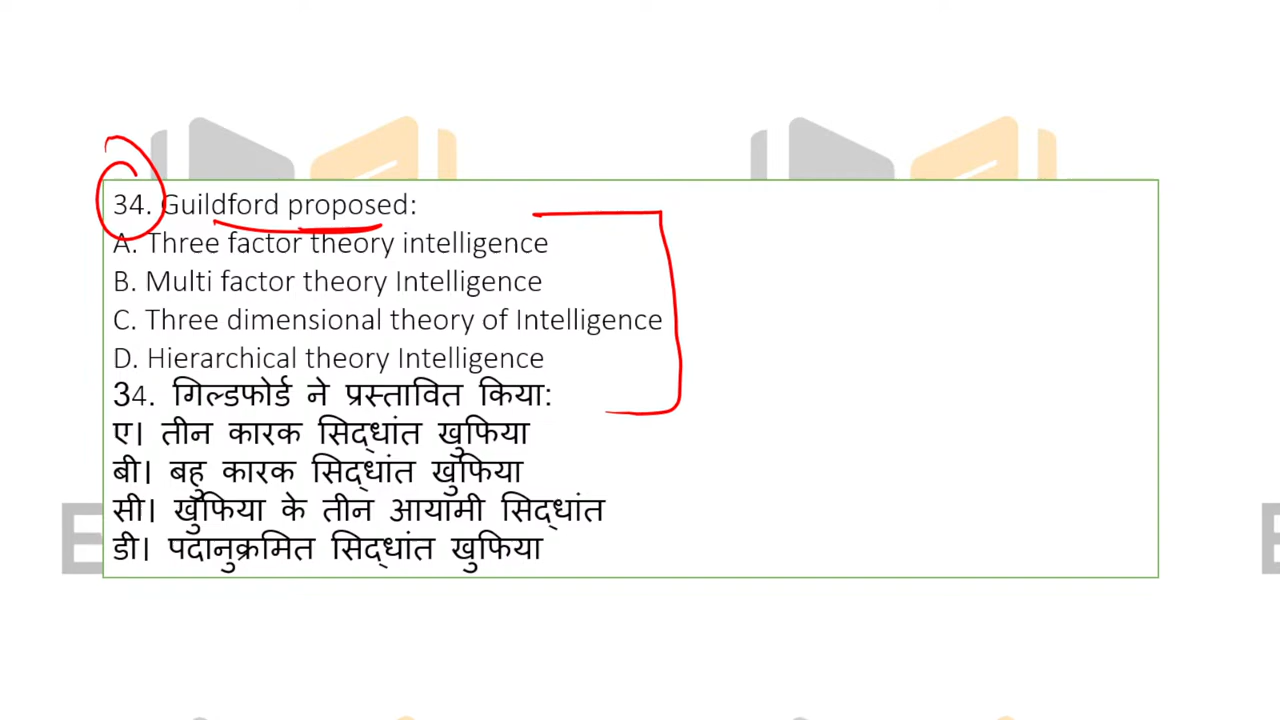 34. Guildford proposed:
A. Three factor theory intelligence
B. Multi factor theory Intelligence
C. Three dimensional theory of Intelligence
D. Hierarchical theory Intelligence
34. गिल्डफोर्ड ने प्रस्तावित किया:
ए। तीन कारक सिद्धांत खुफिया
बी। बहु कारक सिद्धांत खुफिया
सी। खुफिया के तीन आयामी सिद्धांत
डी। पदानुक्रमित सिद्धांत खुफिया